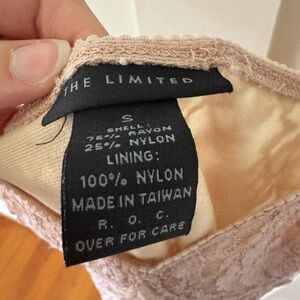 THE LIMITED
S
SHELL:
75% RAYON
25% NYLON
LINING:
100% NYLON
MADE IN TAIWAN
R. O. C.
OVER FOR CARE